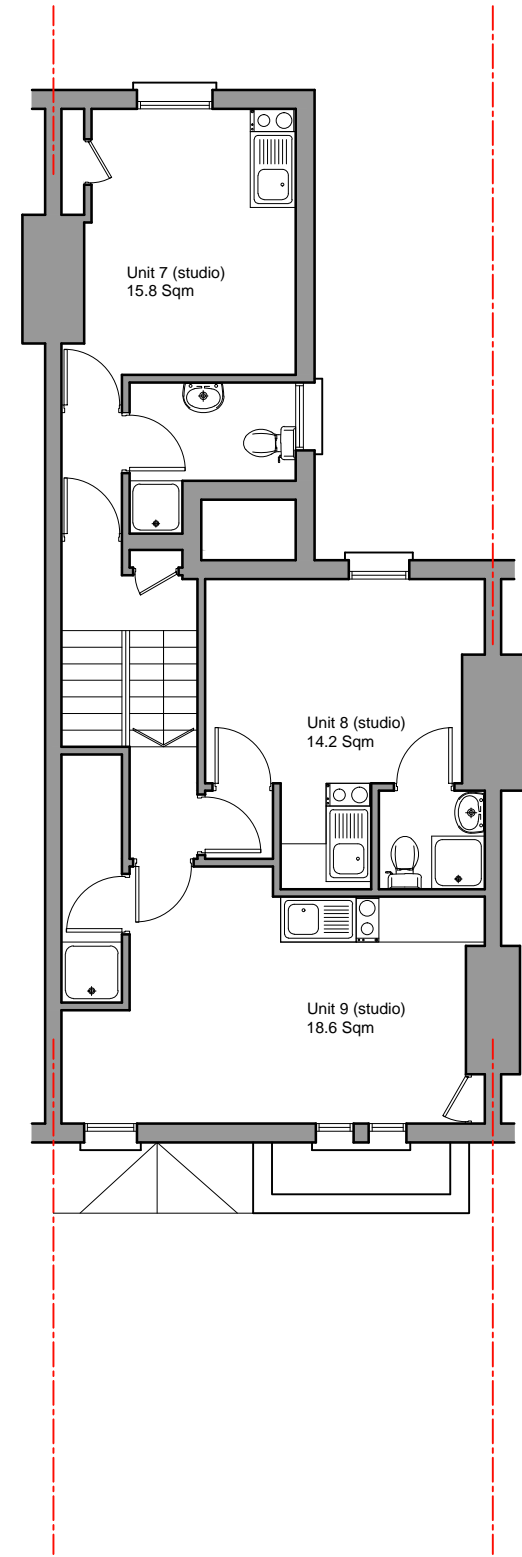 Unit 7 (studio)
15.8 Sqm
Unit 8 (studio)
14.2 Sqm
Unit 9 (studio)
18.6 Sqm